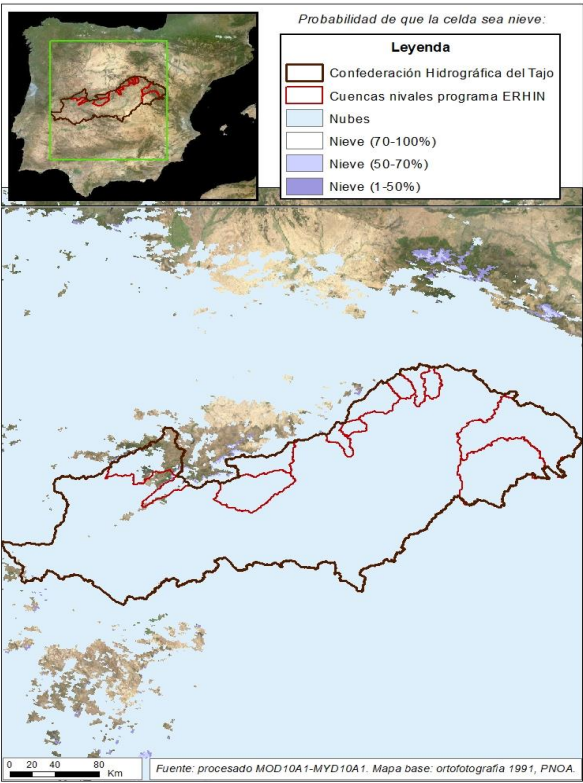 Probabilidad de que la celda sea nieve:
Leyenda
Confederación Hidrográfica del Tajo
Cuencas nivales programa ERHIN
Nubes
Nieve (70-100%)
Nieve (50-70%)
Nieve (1-50%)
0 20 40 80
Km
Fuente: procesado MOD10A1-MYD10A1. Mapa base: ortofotografía 1991, PNOA.